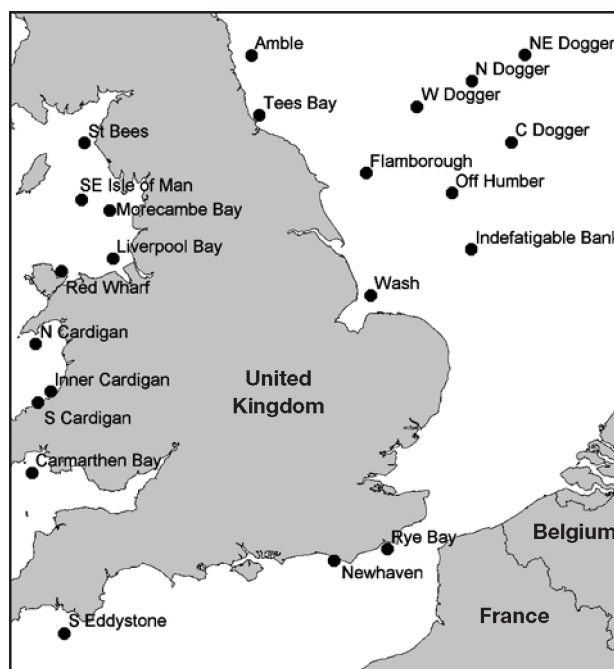 Amble
NE Dogger
N Dogger
W Dogger
Tees Bay
C Dogger
St Bees
Flamborough
Off Humber
SE Isle of Man
Morecambe Bay
Indefatigable Bank
Liverpool Bay
Red Wharf
Wash
N Cardigan
Inner Cardigan
United
Kingdom
S Cardigan
Carmarthen Bay
Rye Bay
Belgium
Newhaven
France
S Eddystone